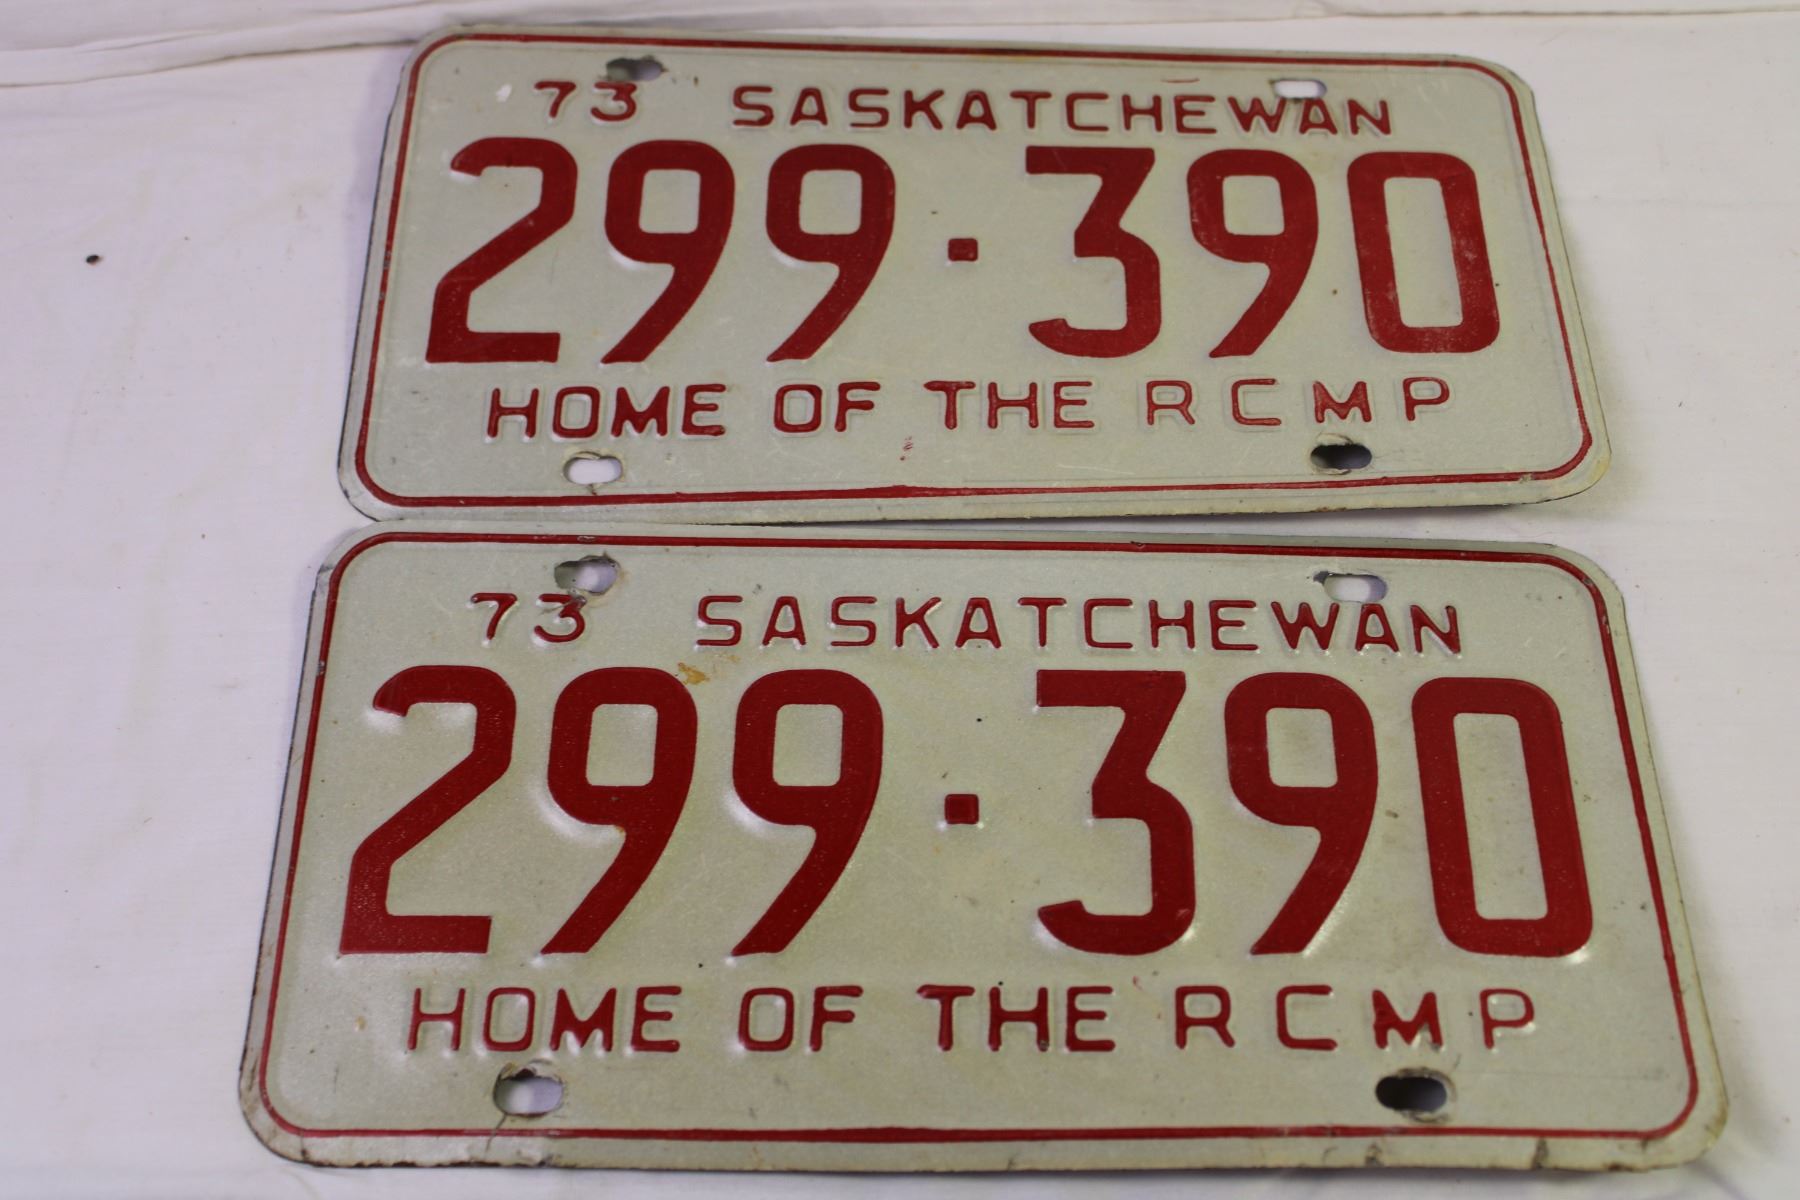 73 SASKATCHEWAN
299·390
HOME OF THE RCMP
73 SASKATCHEWAN
299·390
HOME OF THE RCMP